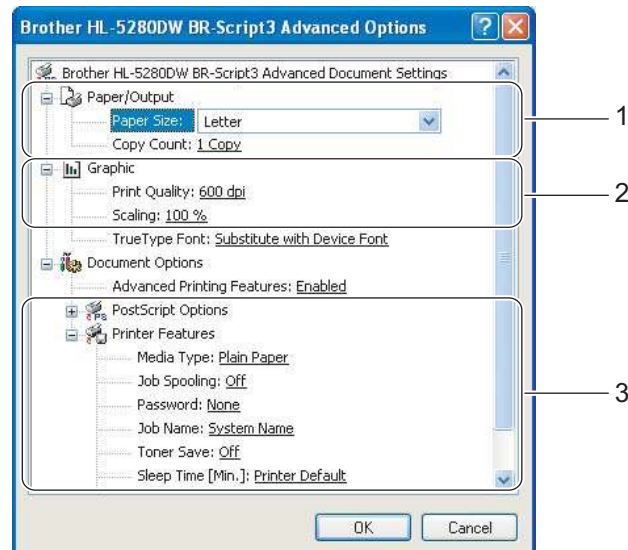 Brother HL-5280DW BR-Script3 Advanced Options
Brother HL-5280DW BR-Script3 Advanced Document Settings
Paper/Output
Paper Size: Letter
Copy Count: 1 Copy
1
Graphic
Print Quality: 600 dpi
Scaling: 100 %
2
TrueType Font: Substitute with Device Font
Document Options
Advanced Printing Features: Enabled
PostScript Options
Printer Features
Media Type: Plain Paper
Job Spooling: Off
Password: None
3
Job Name: System Name
Toner Save: Off
Sleep Time [Min.]: Printer Default
OK Cancel